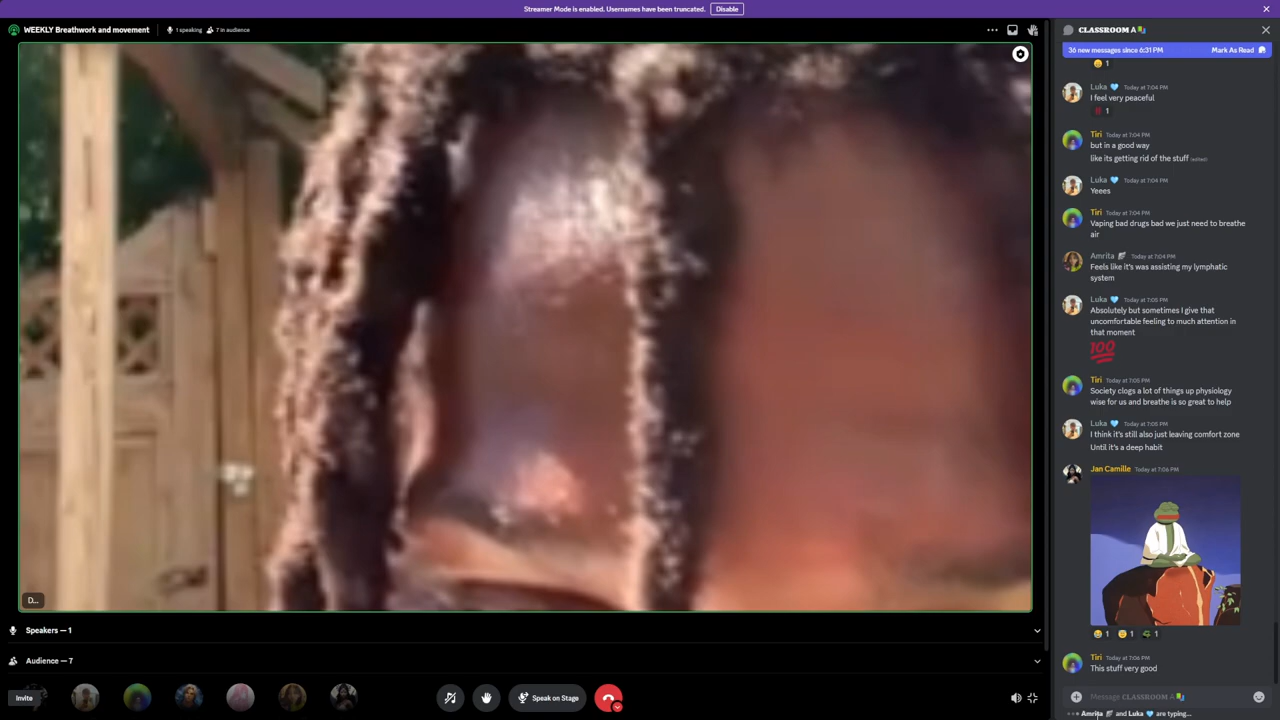 Streamer Mode is enabled. Usernames have been truncated. Disable
WEEKLY Breathwork and movement 1 speaking 7 in audience
D...
Speakers — 1
Audience — 7
Invite
Speak on Stage
CLASSROOM A
36 new messages since 6:31 PM Mark As Read
1
Luka Today at 7:04 PM
I feel very peaceful
1
Tiri Today at 7:04 PM
but in a good way
like its getting rid of the stuff (edited)
Luka Today at 7:04 PM
Yeees
Tiri Today at 7:04 PM
Vaping bad drugs bad we just need to breathe
air
Amrita Today at 7:04 PM
Feels like it's was assisting my lymphatic
system
Luka Today at 7:05 PM
Absolutely but sometimes I give that
uncomfortable feeling to much attention in
that moment
100
Tiri Today at 7:05 PM
Society clogs a lot of things up physiology
wise for us and breathe is so great to help
Luka Today at 7:05 PM
I think it's still also just leaving comfort zone
Until it's a deep habit
Jan Camille Today at 7:06 PM
1 1 1
Tiri Today at 7:06 PM
This stuff very good
Message CLASSROOM A
Amrita and Luka are typing...